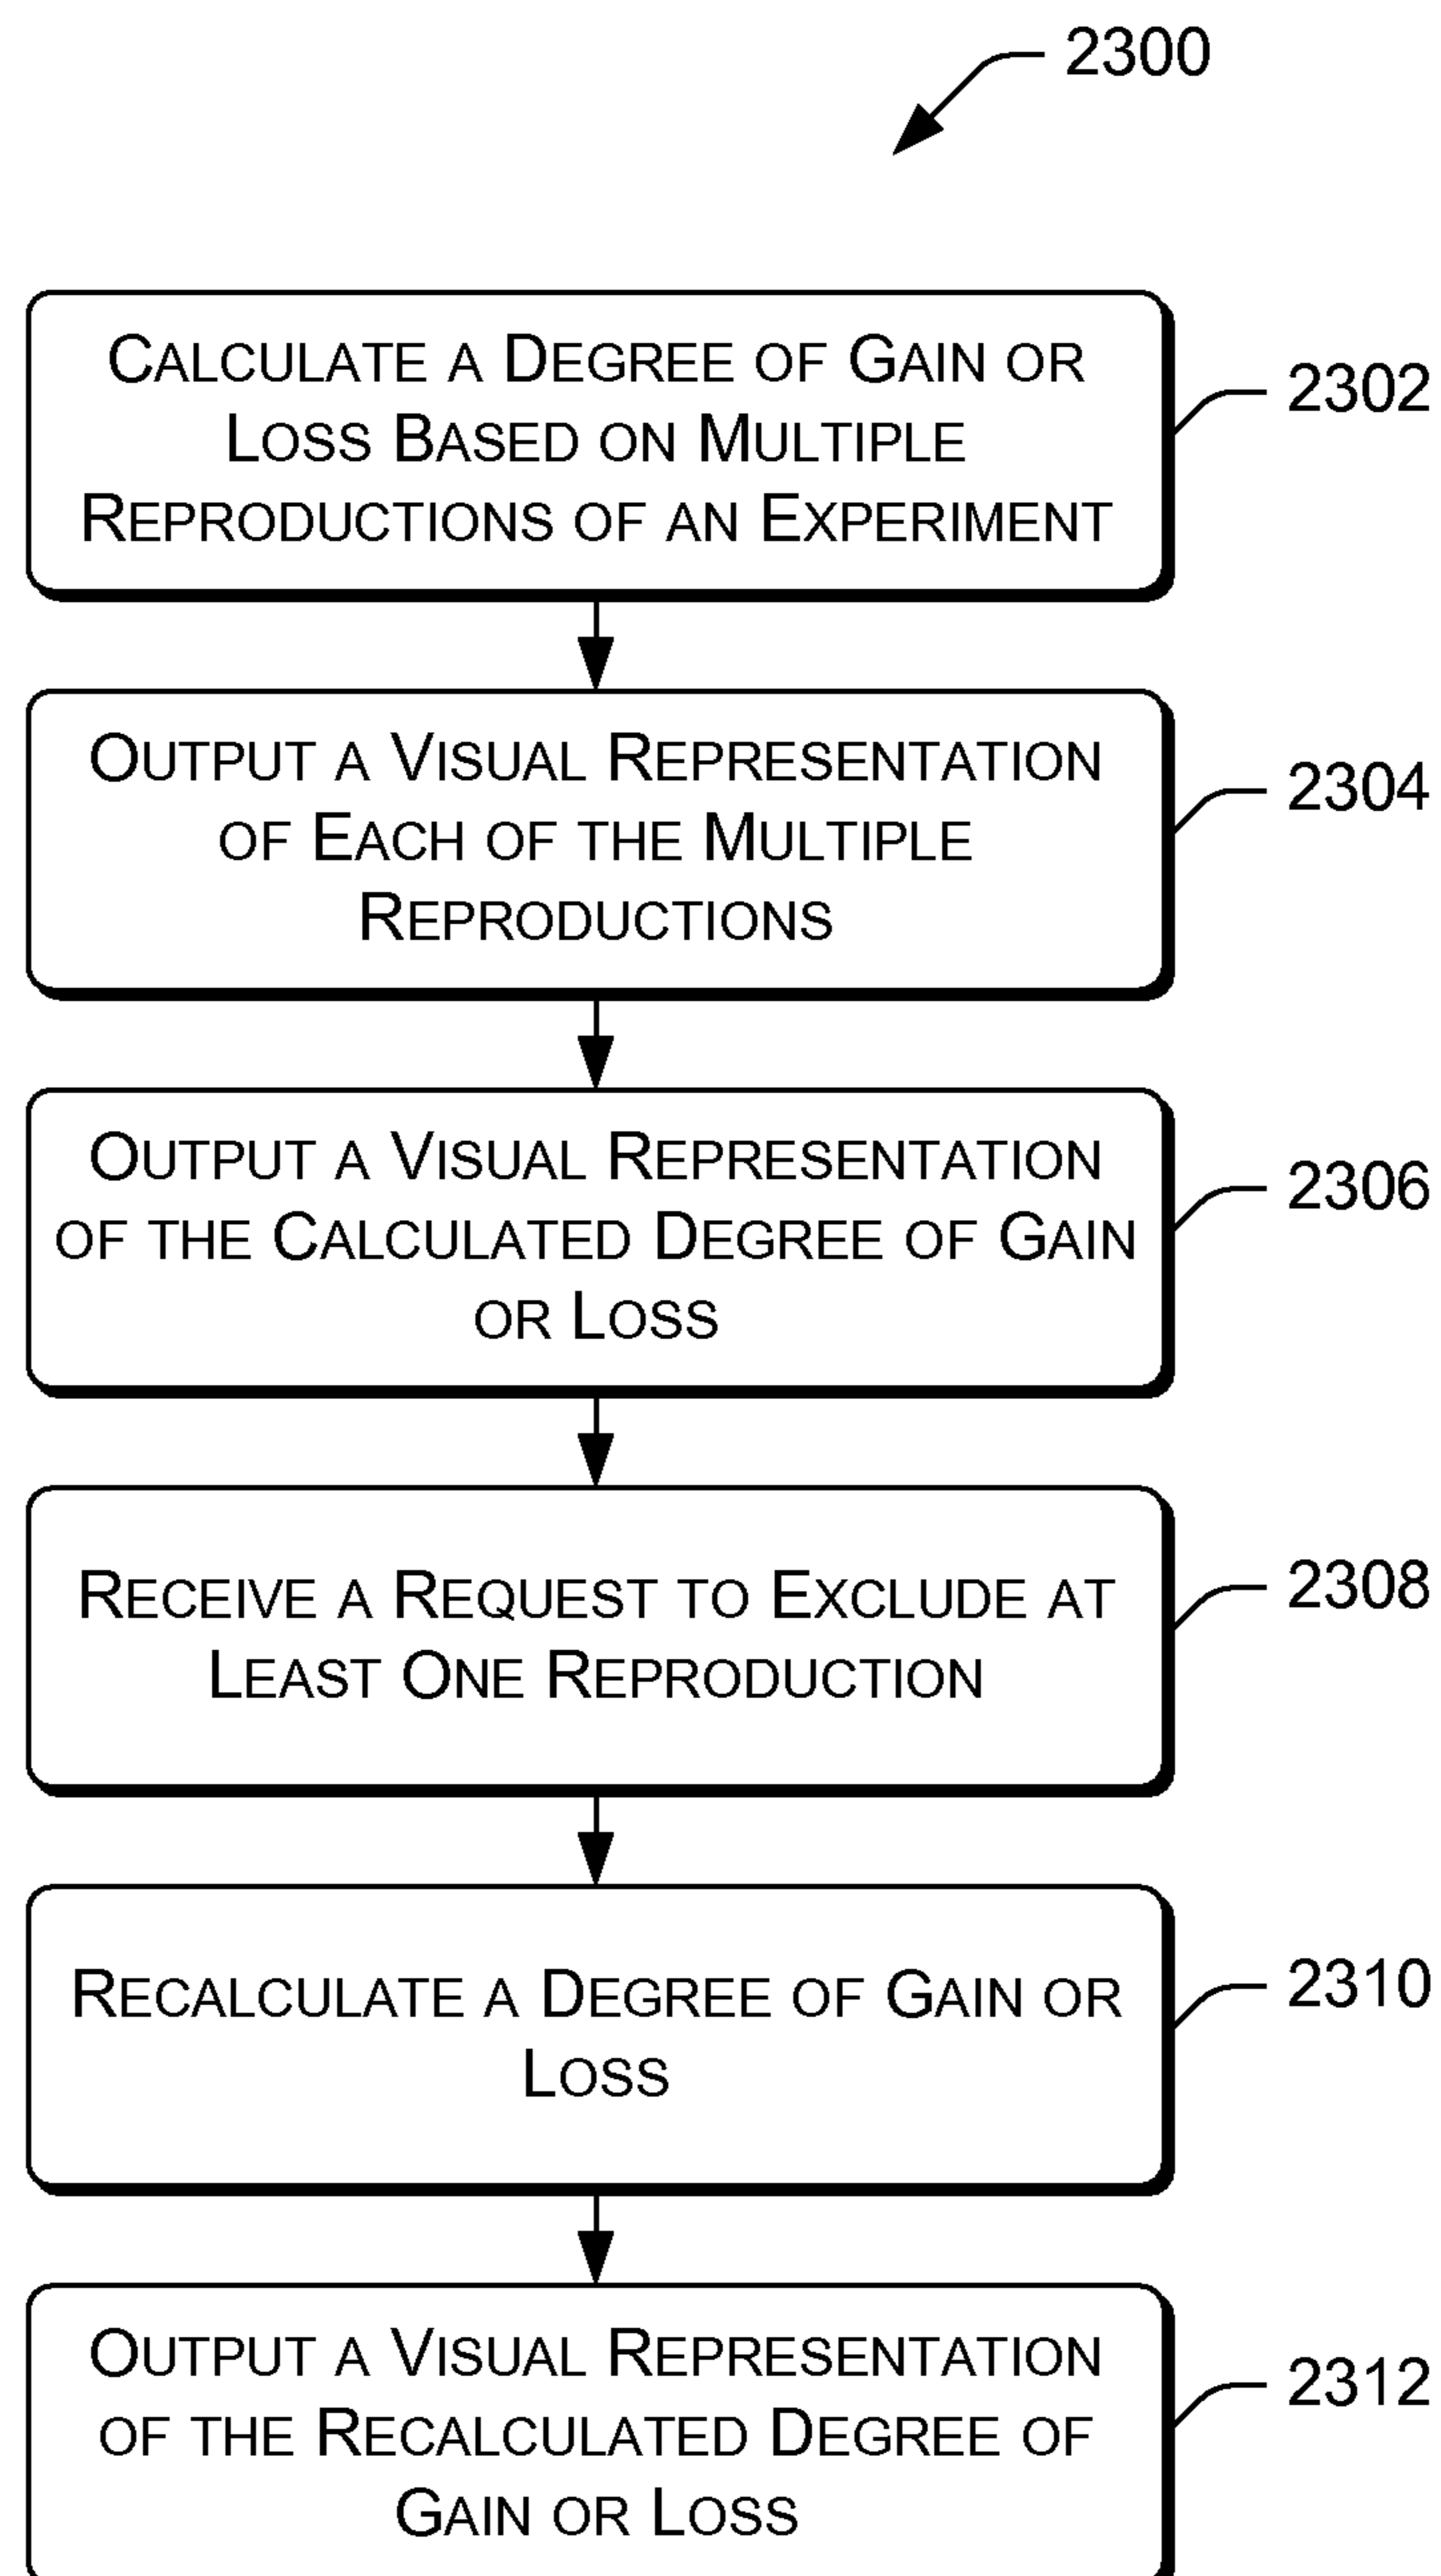 2300
CALCULATE A DEGREE OF GAIN OR
LOSS BASED ON MULTIPLE
REPRODUCTIONS OF AN EXPERIMENT
2302
OUTPUT A VISUAL REPRESENTATION
OF EACH OF THE MULTIPLE
REPRODUCTIONS
2304
OUTPUT A VISUAL REPRESENTATION
OF THE CALCULATED DEGREE OF GAIN
OR LOSS
2306
RECEIVE A REQUEST TO EXCLUDE AT
LEAST ONE REPRODUCTION
2308
RECALCULATE A DEGREE OF GAIN OR
LOSS
2310
OUTPUT A VISUAL REPRESENTATION
OF THE RECALCULATED DEGREE OF
GAIN OR LOSS
2312